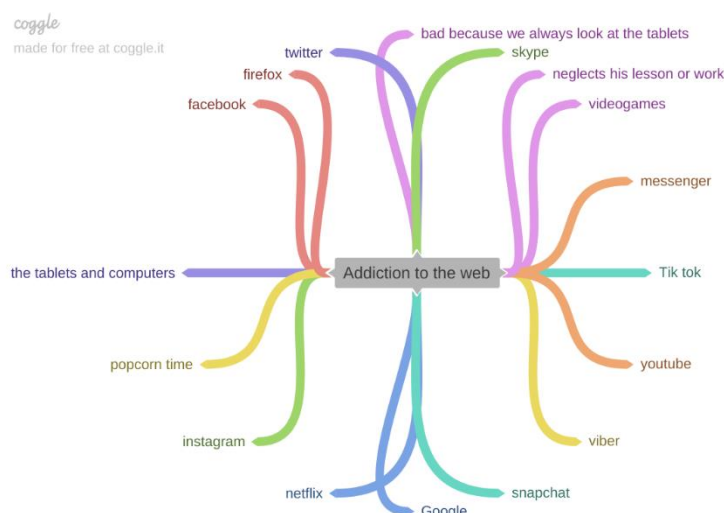 coggle
made for free at coggle.it
bad because we always look at the tablets
twitter
skype
firefox
neglects his lesson or work
facebook
videogames
messenger
the tablets and computers
Addiction to the web
Tik tok
popcorn time
youtube
instagram
viber
netflix
snapchat
Google